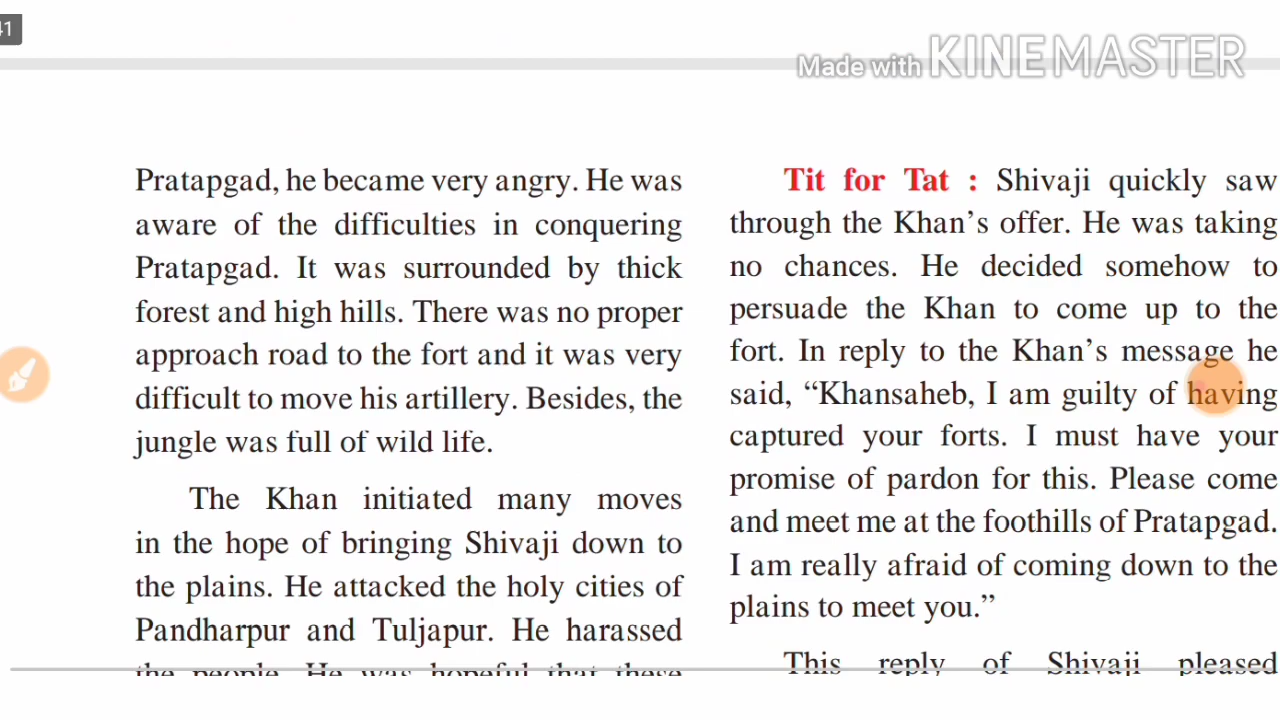 41
Made with KINEMASTER
Pratapgad, he became very angry. He was
aware of the difficulties in conquering
Pratapgad. It was surrounded by thick
forest and high hills. There was no proper
approach road to the fort and it was very
difficult to move his artillery. Besides, the
jungle was full of wild life.
The Khan initiated many moves
in the hope of bringing Shivaji down to
the plains. He attacked the holy cities of
Pandharpur and Tuljapur. He harassed
the people. He was hopeful that these
Tit for Tat : Shivaji quickly saw
through the Khan’s offer. He was taking
no chances. He decided somehow to
persuade the Khan to come up to the
fort. In reply to the Khan’s message he
said, “Khansaheb, I am guilty of having
captured your forts. I must have your
promise of pardon for this. Please come
and meet me at the foothills of Pratapgad.
I am really afraid of coming down to the
plains to meet you.”
This reply of Shivaji pleased